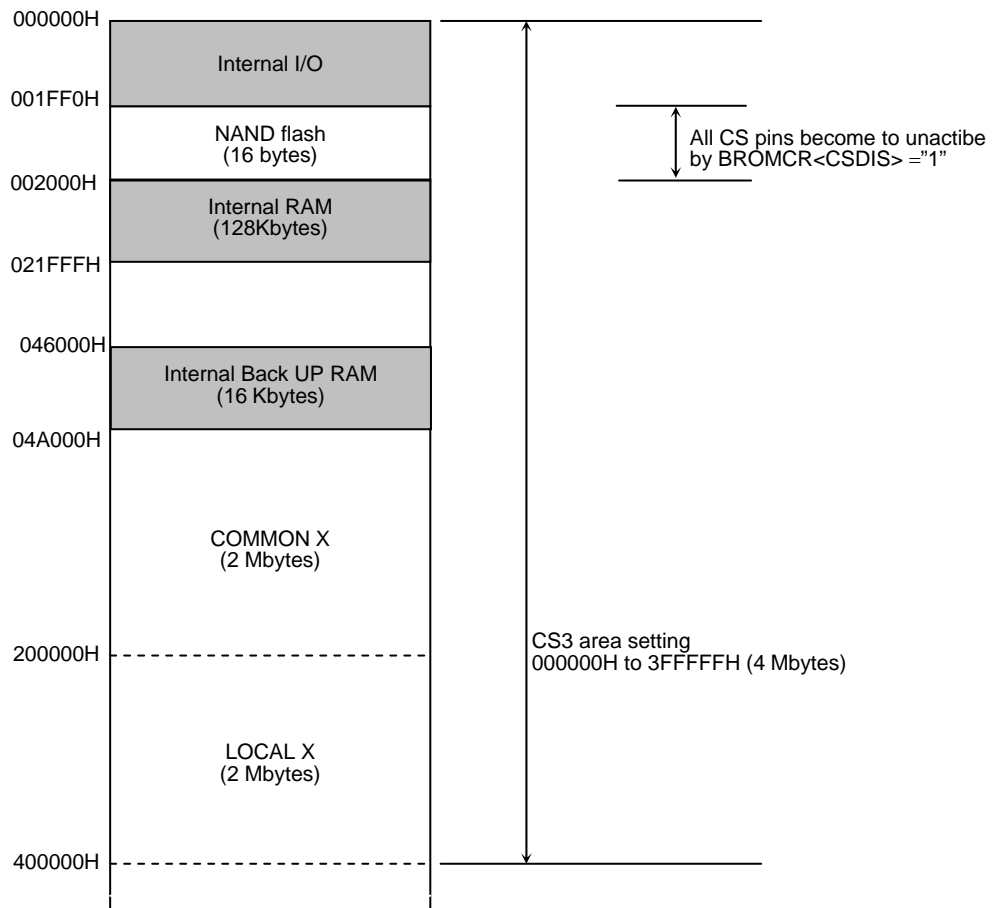 000000H
Internal I/O
001FF0H
NAND flash
(16 bytes)
All CS pins become to unactibe
by BROMCR<CSDIS> =”1”
002000H
Internal RAM
(128Kbytes)
021FFFH
046000H
Internal Back UP RAM
(16 Kbytes)
04A000H
COMMON X
(2 Mbytes)
CS3 area setting
000000H to 3FFFFFH (4 Mbytes)
200000H
LOCAL X
(2 Mbytes)
400000H